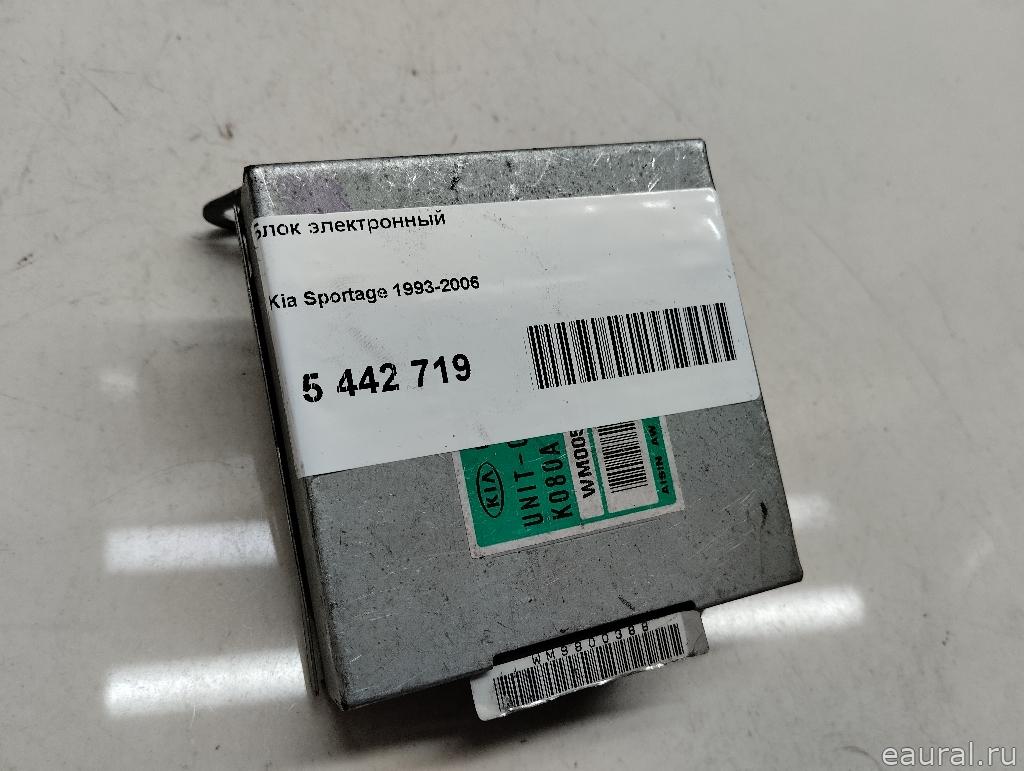 Блок электронный
Kia Sportage 1993-2006
5 442 719
KIA
UNIT-
K080A
WM005
AISIN AW
WM9800388
eaural.ru